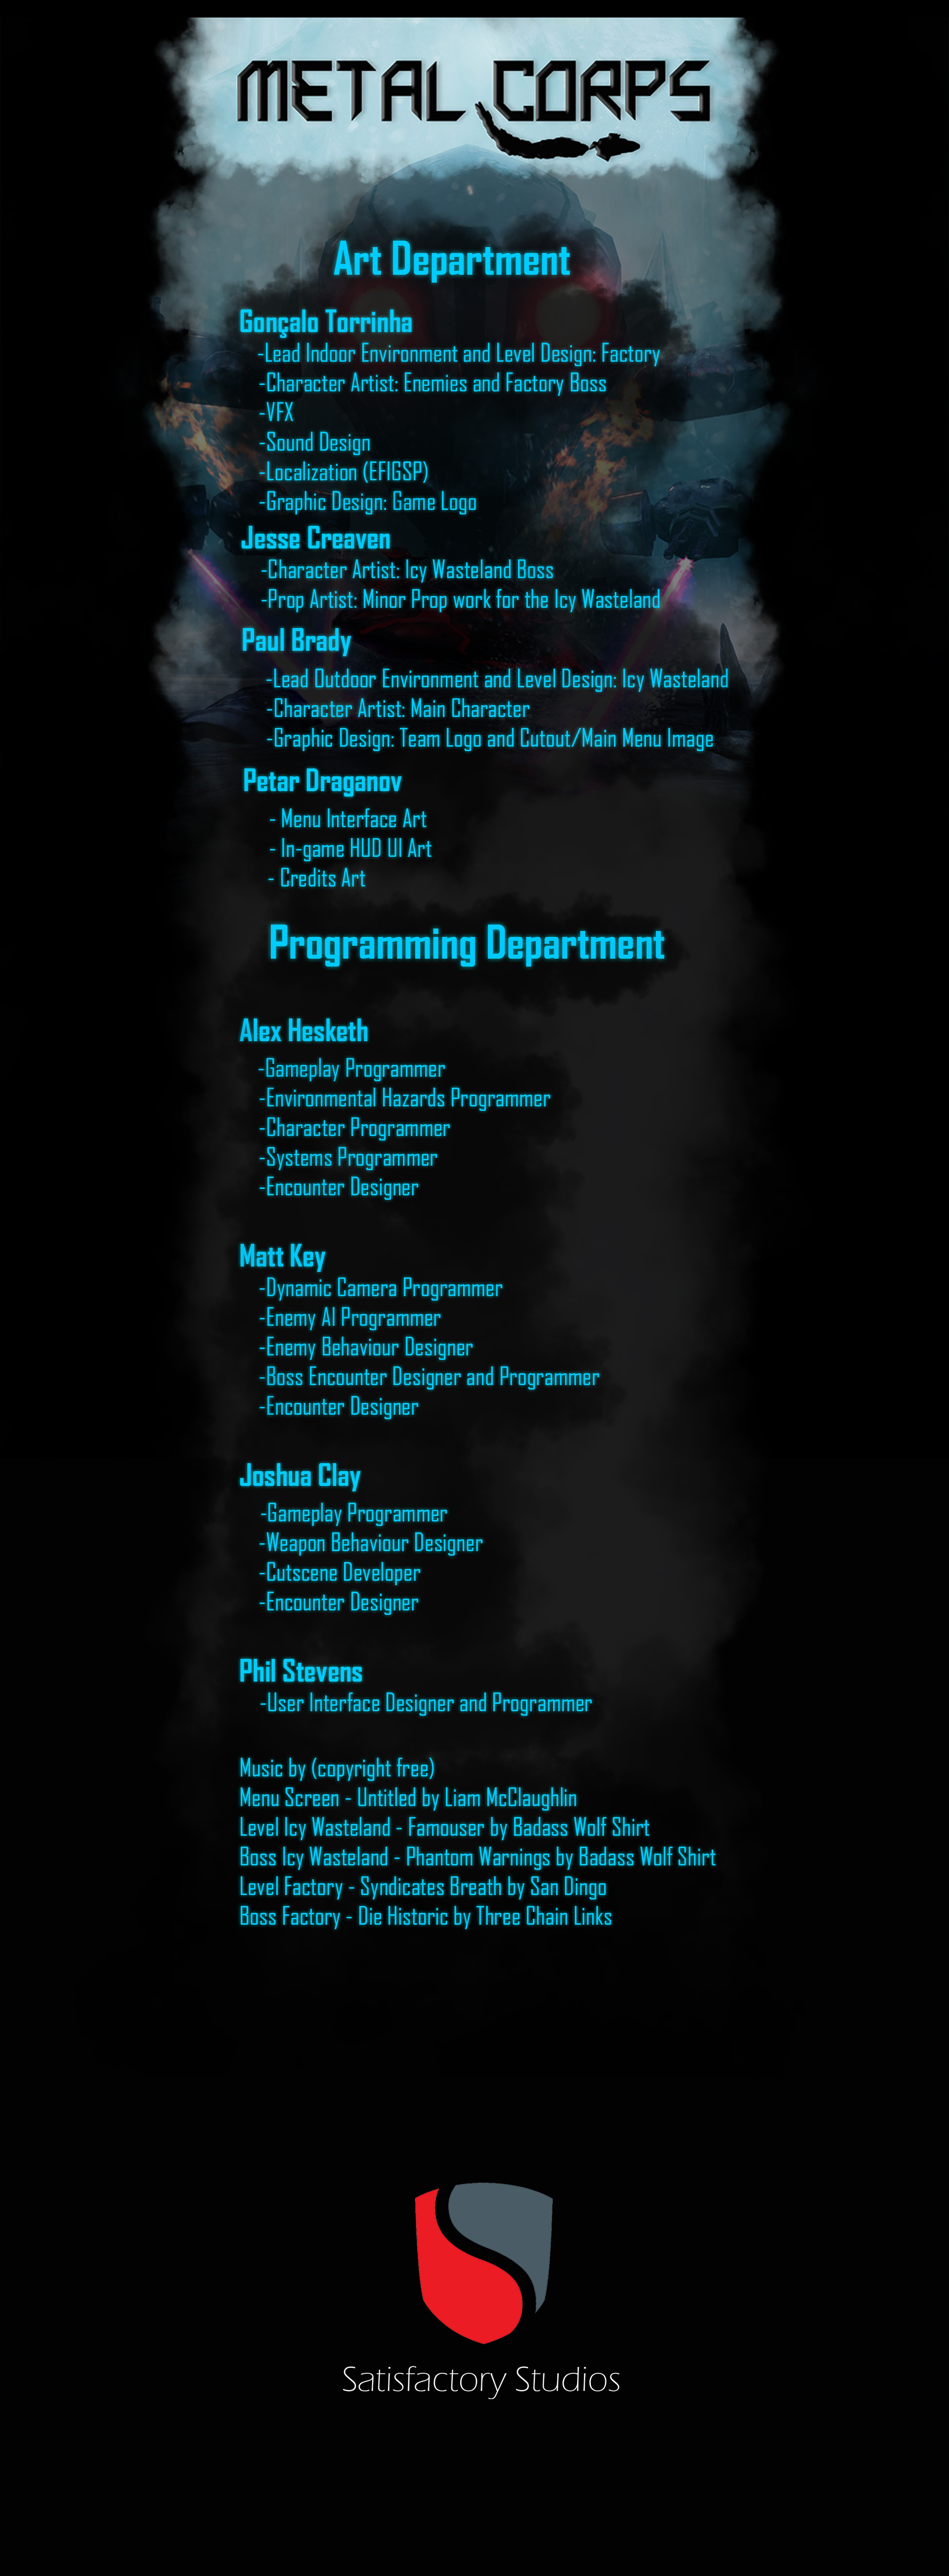 METAL CORPS
Art Department
Gonçalo Torrinha
-Lead Indoor Environment and Level Design: Factory
-Character Artist: Enemies and Factory Boss
-VFX
-Sound Design
-Localization (EFIGSP)
-Graphic Design: Game Logo
Jesse Creaven
-Character Artist: Icy Wasteland Boss
-Prop Artist: Minor Prop work for the Icy Wasteland
Paul Brady
-Lead Outdoor Environment and Level Design: Icy Wasteland
-Character Artist: Main Character
-Graphic Design: Team Logo and Cutout/Main Menu Image
Petar Draganov
- Menu Interface Art
- In-game HUD UI Art
- Credits Art
Programming Department
Alex Hesketh
-Gameplay Programmer
-Environmental Hazards Programmer
-Character Programmer
-Systems Programmer
-Encounter Designer
Matt Key
-Dynamic Camera Programmer
-Enemy AI Programmer
-Enemy Behaviour Designer
-Boss Encounter Designer and Programmer
-Encounter Designer
Joshua Clay
-Gameplay Programmer
-Weapon Behaviour Designer
-Cutscene Developer
-Encounter Designer
Phil Stevens
-User Interface Designer and Programmer
Music by (copyright free)
Menu Screen - Untitled by Liam McClaughlin
Level Icy Wasteland - Famouser by Badass Wolf Shirt
Boss Icy Wasteland - Phantom Warnings by Badass Wolf Shirt
Level Factory - Syndicates Breath by San Dingo
Boss Factory - Die Historic by Three Chain Links
Satisfactory Studios